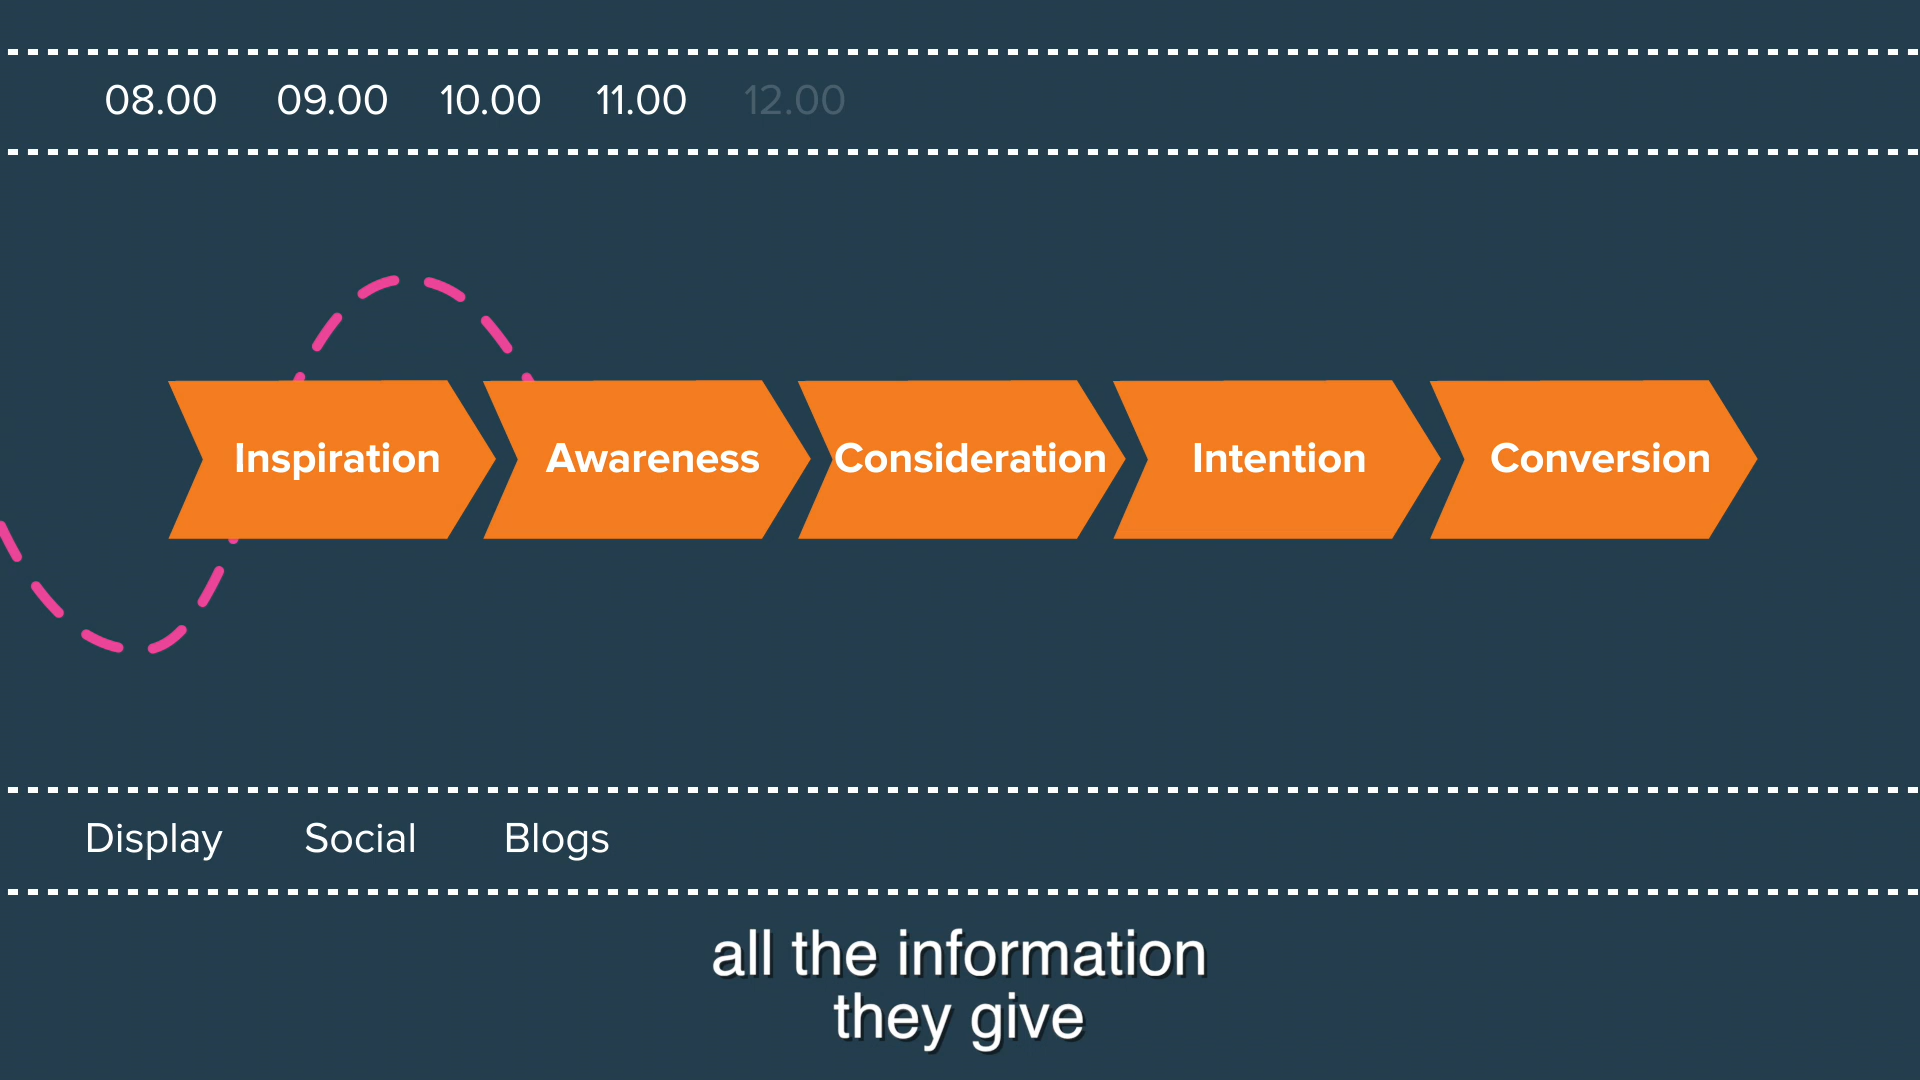 08.00 09.00 10.00 11.00 12.00
Inspiration Awareness Consideration Intention Conversion
Display Social Blogs
all the information
they give